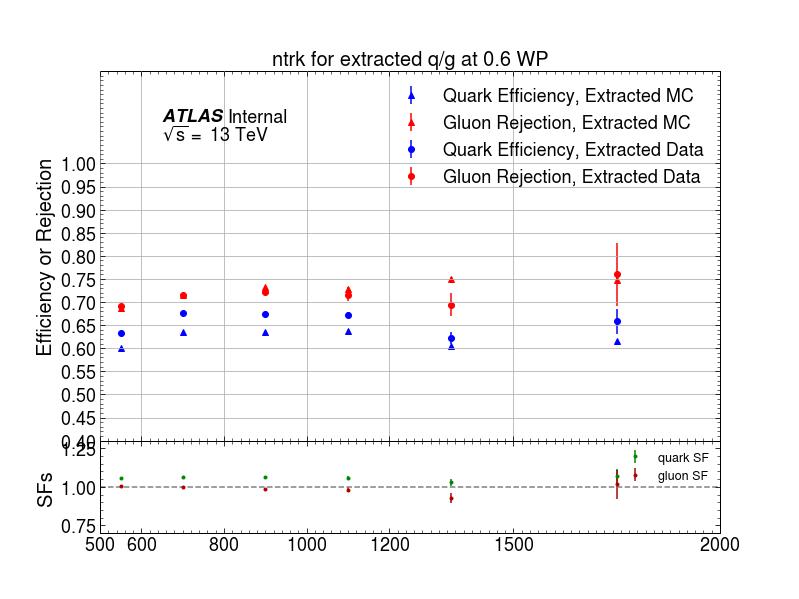 ntrk for extracted q/g at 0.6 WP
ATLAS Internal
√s = 13 TeV
Quark Efficiency, Extracted MC
Gluon Rejection, Extracted MC
Quark Efficiency, Extracted Data
Gluon Rejection, Extracted Data
Efficiency or Rejection
1.00
0.95
0.90
0.85
0.80
0.75
0.70
0.65
0.60
0.55
0.50
0.45
0.40
SFs
1.25
1.00
0.75
quark SF
gluon SF
500 600 800 1000 1200 1500 2000